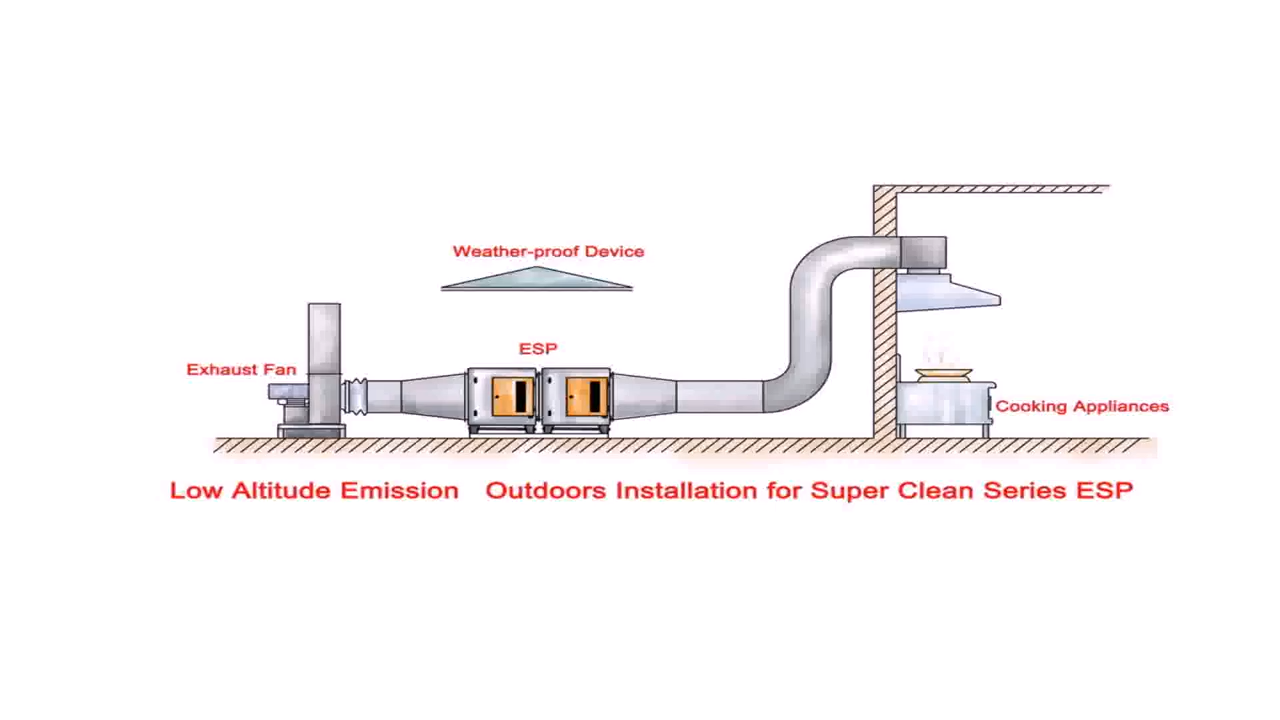 Weather-proof Device
ESP
Exhaust Fan
Cooking Appliances
Low Altitude Emission Outdoors Installation for Super Clean Series ESP